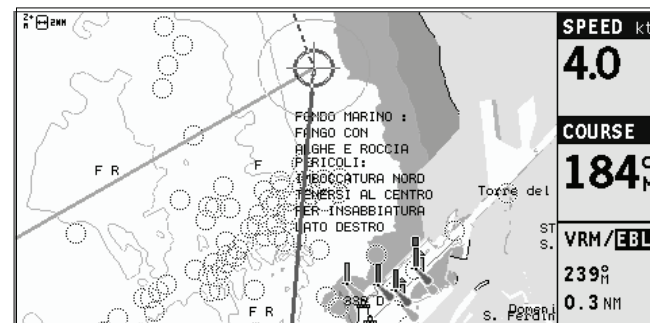 2NM
SPEED kt
4.0
COURSE
184°M
VRM/EBL
239°M
0.3 NM
FONDO MARINO :
FANGO CON
ALGHE E ROCCIA
PERICOLI:
IMBOCCATURA NORD
TENERSI AL CENTRO
PER INSABBIATURA
LATO DESTRO
F R
F
Torre del
ST
S.
F R
S. Ferdin